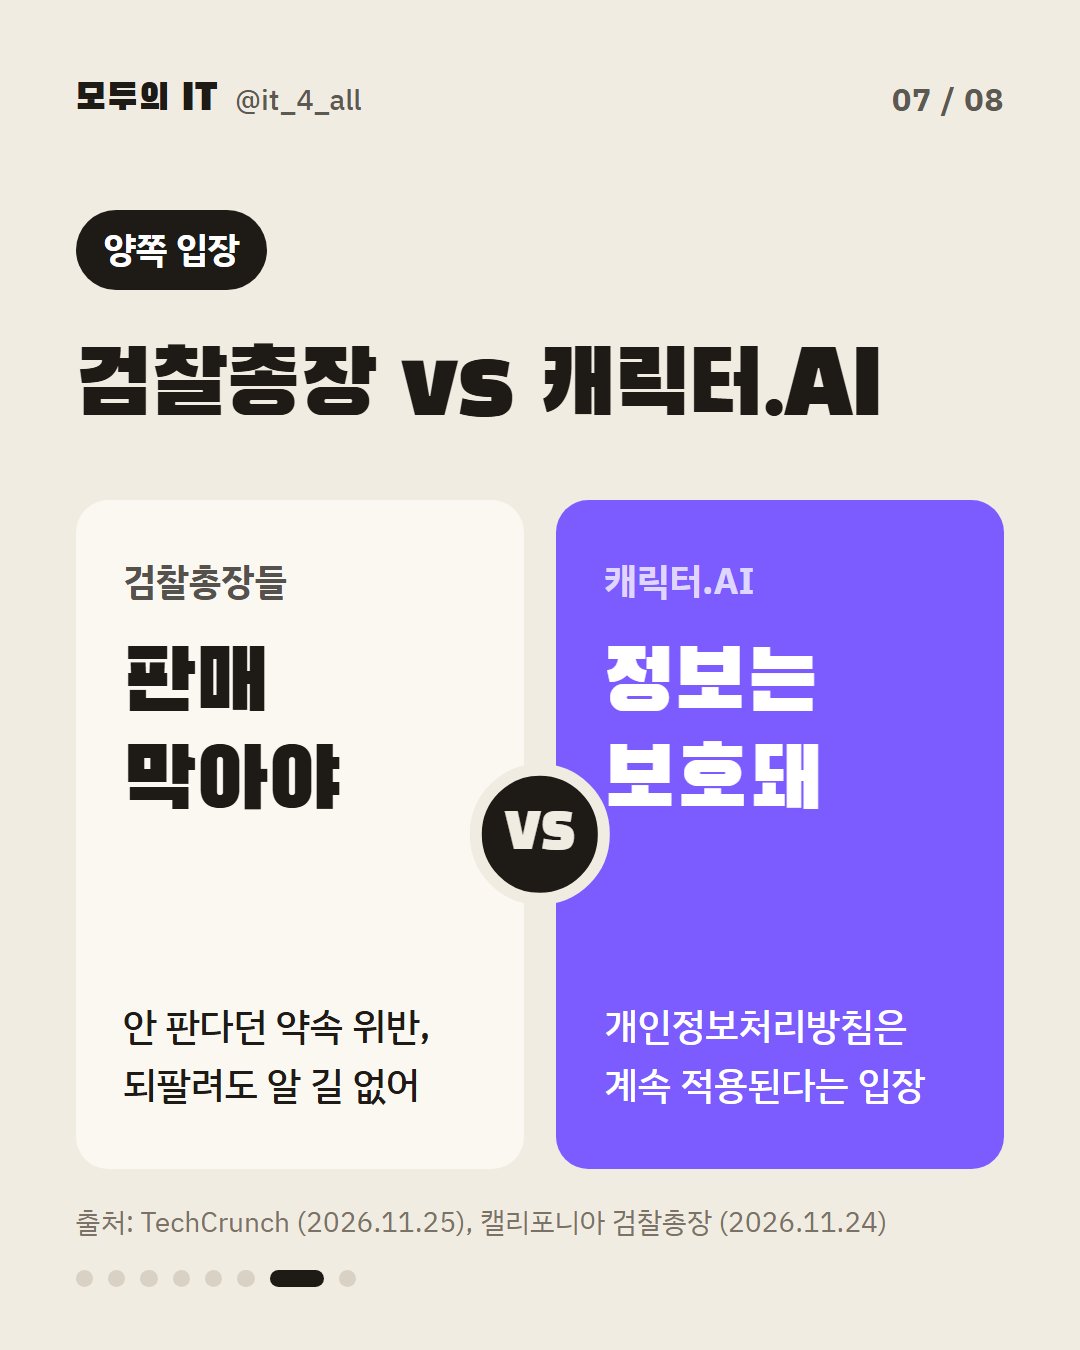 모두의 IT @it_4_all
07 / 08
양쪽 입장
검찰총장 vs 캐릭터.AI
검찰총장들
판매
막아야
안 판다던 약속 위반,
되팔려도 알 길 없어
VS
캐릭터.AI
정보는
보호돼
개인정보처리방침은
계속 적용된다는 입장
출처: TechCrunch (2026.11.25), 캘리포니아 검찰총장 (2026.11.24)